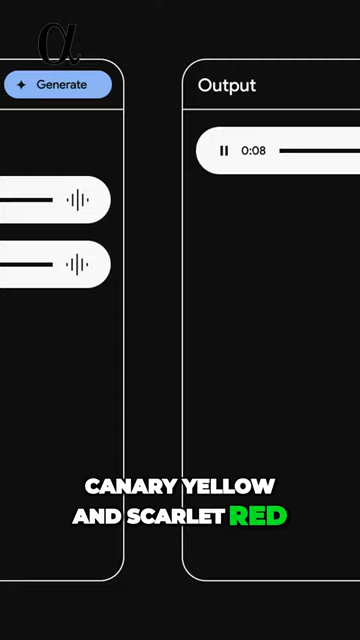 α
Generate
Output
0:08
CANARY YELLOW
AND SCARLET RED